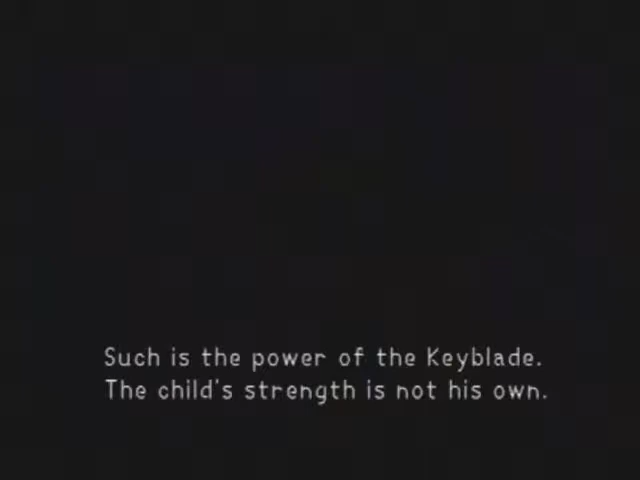 Such is the power of the Keyblade.
The child's strength is not his own.